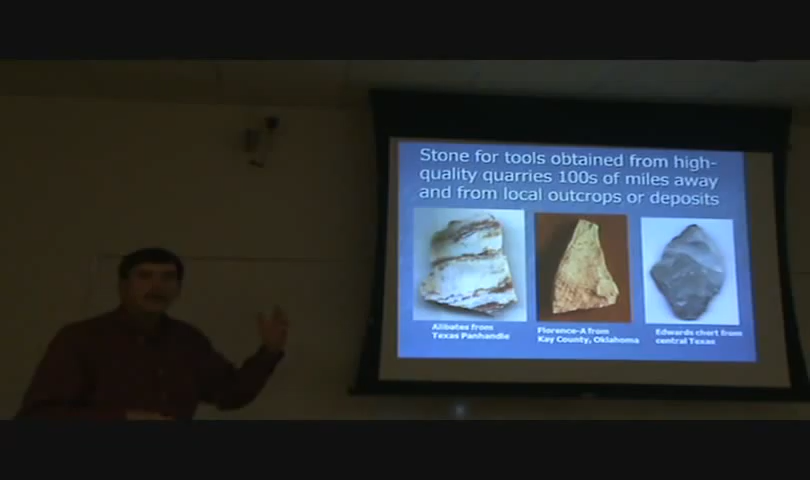 Stone for tools obtained from high-
quality quarries 100s of miles away
and from local outcrops or deposits
Alibates from
Texas Panhandle
Florence-A from
Kay County, Oklahoma
Edwards chert from
central Texas